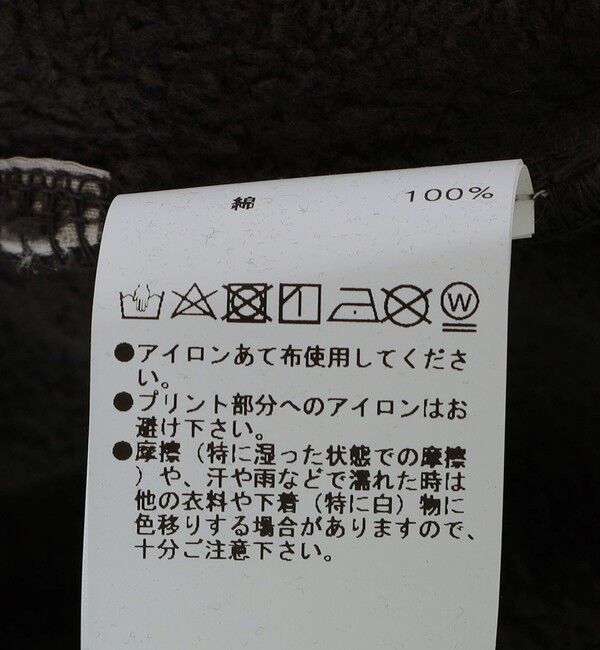 綿 100%
W
●アイロンあて布使用してくださ
い。
●プリント部分へのアイロンはお
避け下さい。
●摩擦（特に湿った状態での摩擦
）や、汗や雨などで濡れた時は
他の衣料や下着（特に白）物に
色移りする場合がありますので、
十分ご注意下さい。